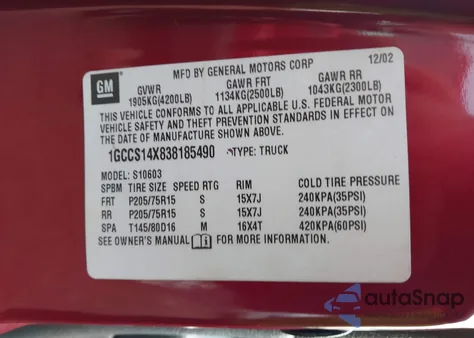 12/02
MFD BY GENERAL MOTORS CORP
GM
GVWR GAWR FRT GAWR RR
1905KG(4200LB) 1134KG(2500LB) 1043KG(2300LB)
THIS VEHICLE CONFORMS TO ALL APPLICABLE U.S. FEDERAL MOTOR
VEHICLE SAFETY AND THEFT PREVENTION STANDARDS IN EFFECT ON
THE DATE OF MANUFACTURE SHOWN ABOVE.
1GCCS14X838185490 TYPE: TRUCK
MODEL: S10603
SPBM TIRE SIZE SPEED RTG RIM COLD TIRE PRESSURE
FRT P205/75R15 S 15X7J 240KPA(35PSI)
RR P205/75R15 S 15X7J 240KPA(35PSI)
SPA T145/80D16 M 16X4T 420KPA(60PSI)
SEE OWNER'S MANUAL FOR MORE INFORMATION.
autoSnap